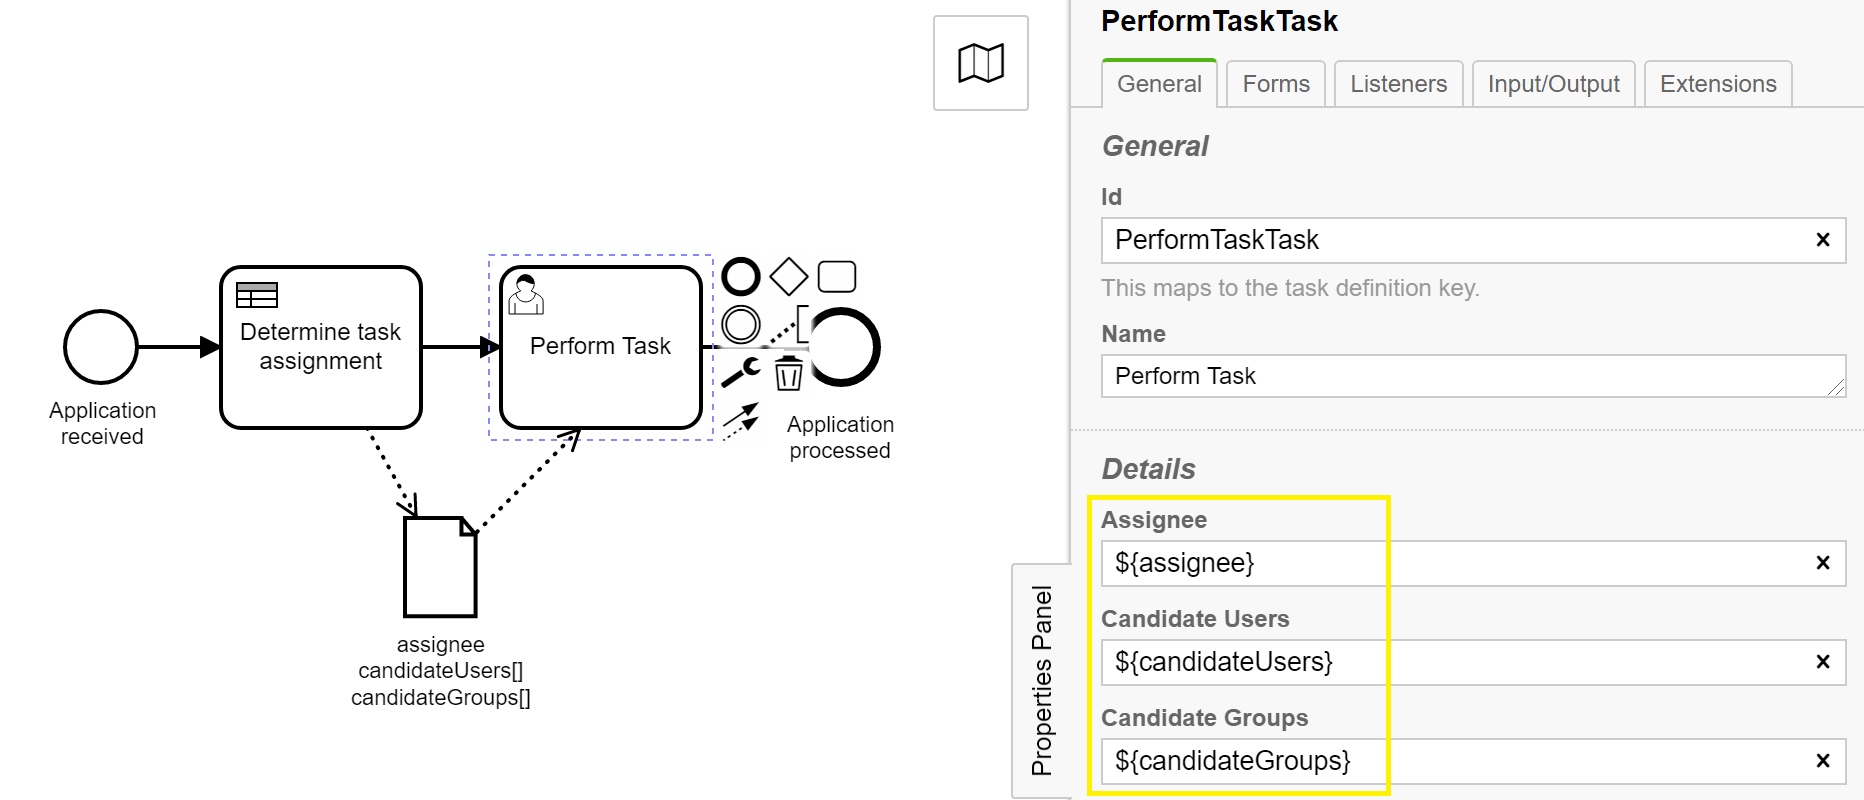 Application
received
Determine task
assignment
Perform Task
Application
processed
assignee
candidateUsers[]
candidateGroups[]
Properties Panel
PerformTaskTask
General
Forms
Listeners
Input/Output
Extensions
General
Id
PerformTaskTask
This maps to the task definition key.
Name
Perform Task
Details
Assignee
${assignee}
Candidate Users
${candidateUsers}
Candidate Groups
${candidateGroups}